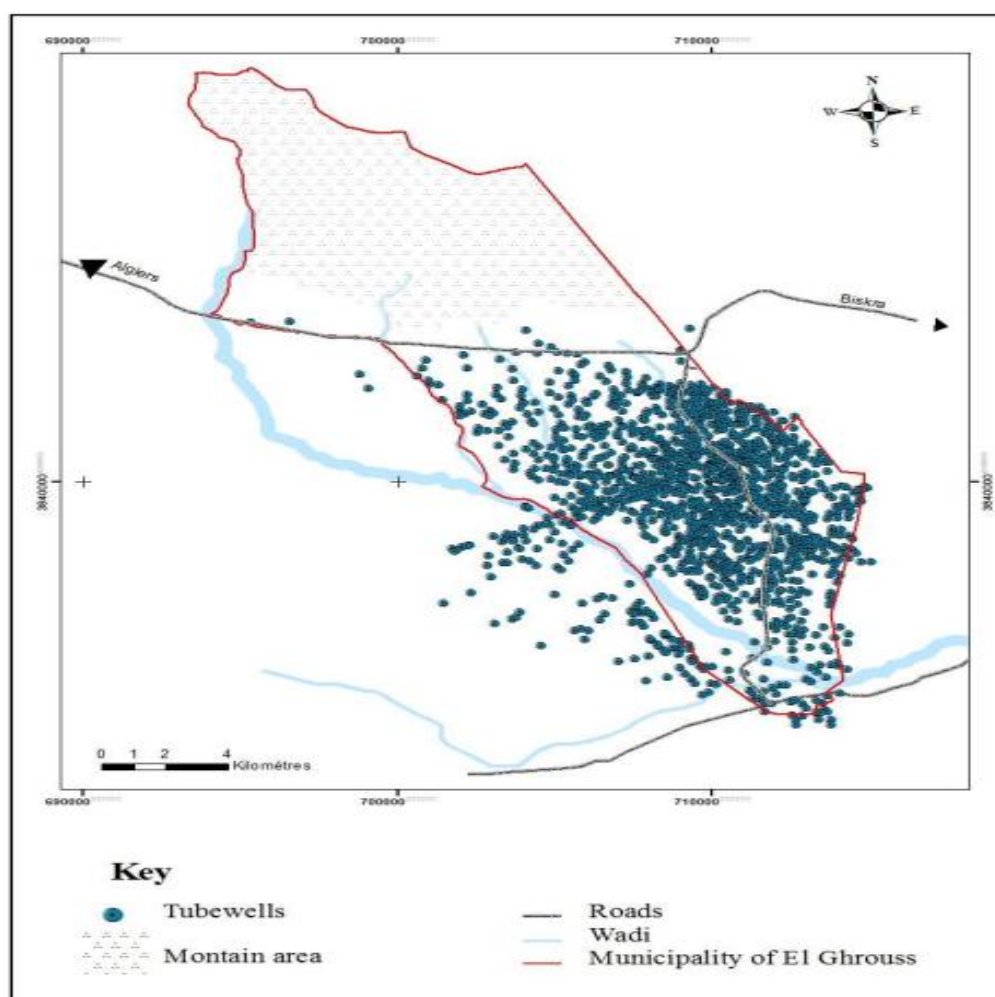 690000
700000
710000
N
W E
S
Algiers
Biskra
3840000
3840000
0 1 2 4
Kilométres
690000
700000
710000
Key
Tubewells
Montain area
Roads
Wadi
Municipality of El Ghrouss